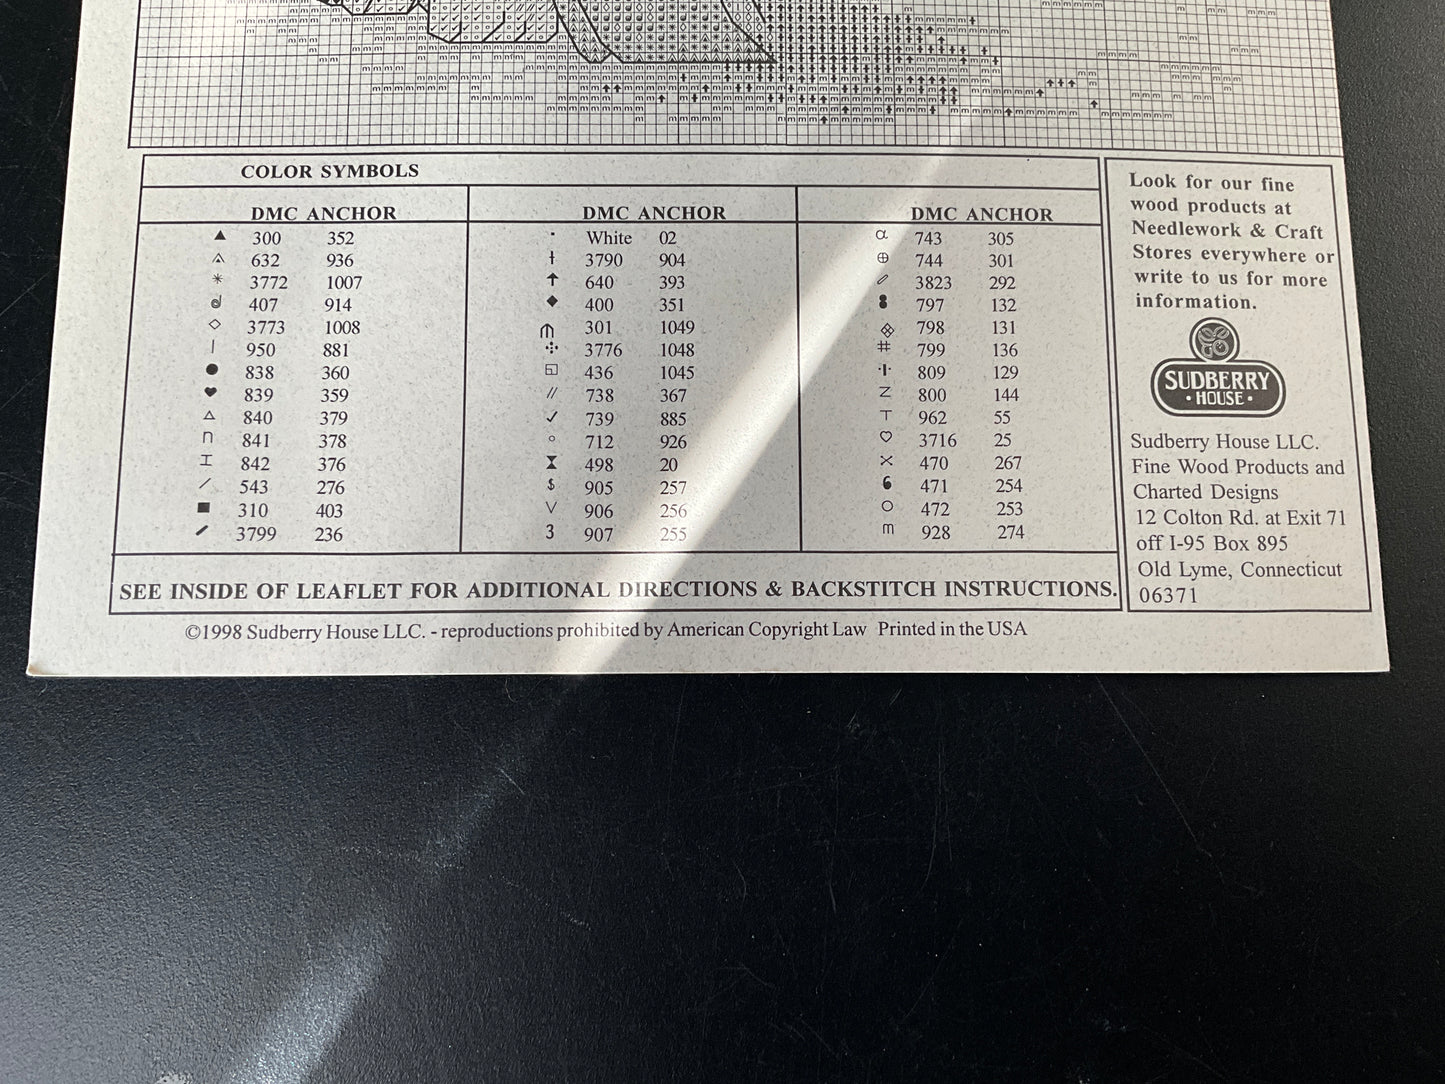 COLOR SYMBOLS
DMC ANCHOR
▲ 300 352
632 936
* 3772 1007
407 914
◇ 3773 1008
| 950 881
● 838 360
♥ 839 359
△ 840 379
∩ 841 378
I 842 376
/ 543 276
■ 310 403
3799 236
DMC ANCHOR
· White 02
3790 904
↑ 640 393
◆ 400 351
301 1049
3776 1048
436 1045
// 738 367
✓ 739 885
° 712 926
498 20
$ 905 257
V 906 256
3 907 255
DMC ANCHOR
α 743 305
⊕ 744 301
3823 292
797 132
798 131
# 799 136
·I· 809 129
Z 800 144
T 962 55
♡ 3716 25
× 470 267
6 471 254
○ 472 253
m 928 274
SEE INSIDE OF LEAFLET FOR ADDITIONAL DIRECTIONS & BACKSTITCH INSTRUCTIONS.
©1998 Sudberry House LLC. - reproductions prohibited by American Copyright Law Printed in the USA
Look for our fine
wood products at
Needlework & Craft
Stores everywhere or
write to us for more
information.
SUDBERRY
• HOUSE •
Sudberry House LLC.
Fine Wood Products and
Charted Designs
12 Colton Rd. at Exit 71
off I-95 Box 895
Old Lyme, Connecticut
06371